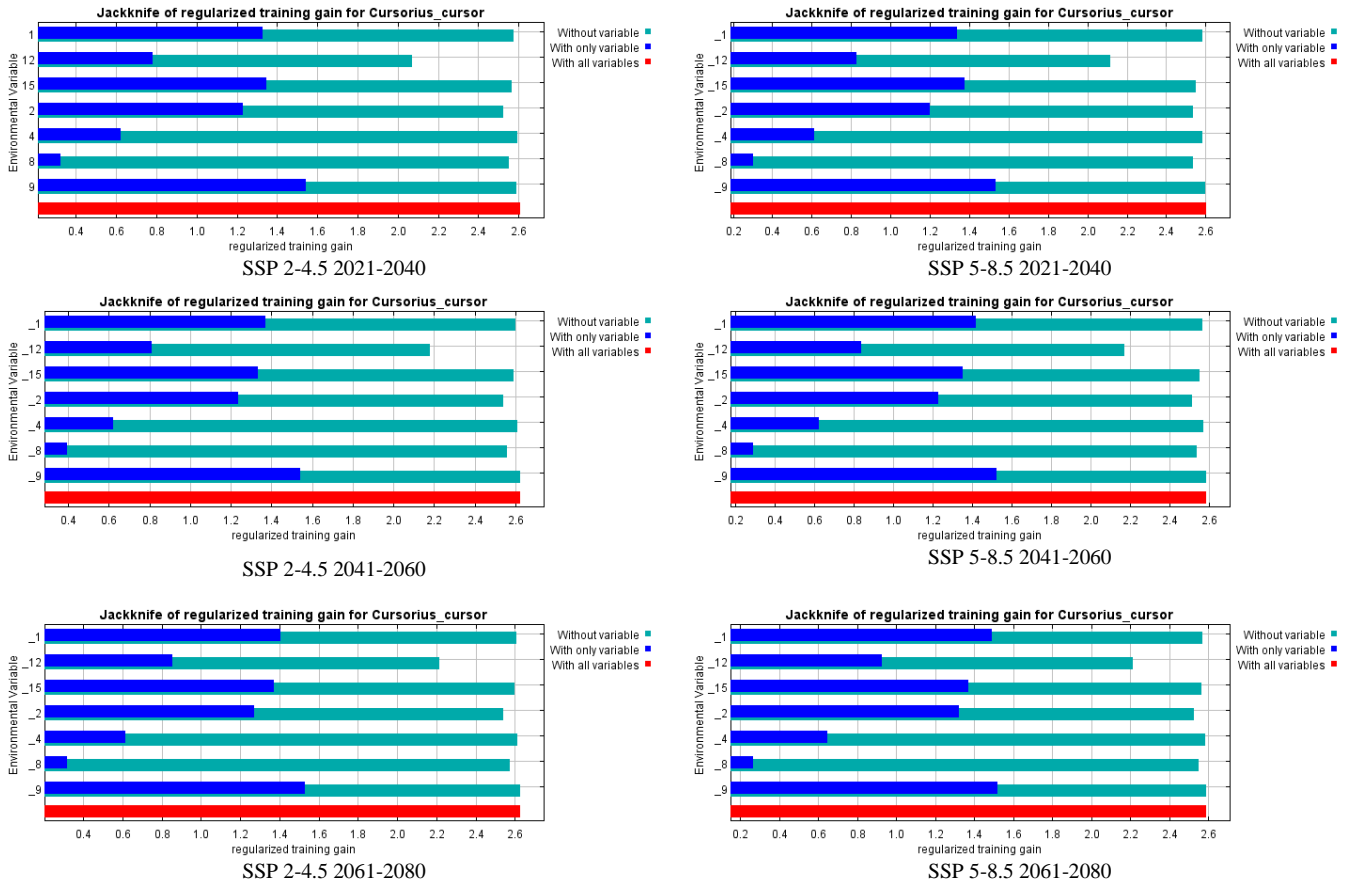 Jackknife of regularized training gain for Cursorius_cursor
Environmental Variable
1
12
15
2
4
8
9
0.4 0.6 0.8 1.0 1.2 1.4 1.6 1.8 2.0 2.2 2.4 2.6
regularized training gain
Without variable
With only variable
With all variables
SSP 2-4.5 2021-2040
Jackknife of regularized training gain for Cursorius_cursor
Environmental Variable
_1
_12
_15
_2
_4
_8
_9
0.2 0.4 0.6 0.8 1.0 1.2 1.4 1.6 1.8 2.0 2.2 2.4 2.6
regularized training gain
Without variable
With only variable
With all variables
SSP 5-8.5 2021-2040
Jackknife of regularized training gain for Cursorius_cursor
Environmental Variable
_1
_12
_15
_2
_4
_8
_9
0.4 0.6 0.8 1.0 1.2 1.4 1.6 1.8 2.0 2.2 2.4 2.6
regularized training gain
Without variable
With only variable
With all variables
SSP 2-4.5 2041-2060
Jackknife of regularized training gain for Cursorius_cursor
Environmental Variable
_1
_12
_15
_2
_4
_8
_9
0.2 0.4 0.6 0.8 1.0 1.2 1.4 1.6 1.8 2.0 2.2 2.4 2.6
regularized training gain
Without variable
With only variable
With all variables
SSP 5-8.5 2041-2060
Jackknife of regularized training gain for Cursorius_cursor
Environmental Variable
_1
_12
_15
_2
_4
_8
_9
0.4 0.6 0.8 1.0 1.2 1.4 1.6 1.8 2.0 2.2 2.4 2.6
regularized training gain
Without variable
With only variable
With all variables
SSP 2-4.5 2061-2080
Jackknife of regularized training gain for Cursorius_cursor
Environmental Variable
_1
_12
_15
_2
_4
_8
_9
0.2 0.4 0.6 0.8 1.0 1.2 1.4 1.6 1.8 2.0 2.2 2.4 2.6
regularized training gain
Without variable
With only variable
With all variables
SSP 5-8.5 2061-2080